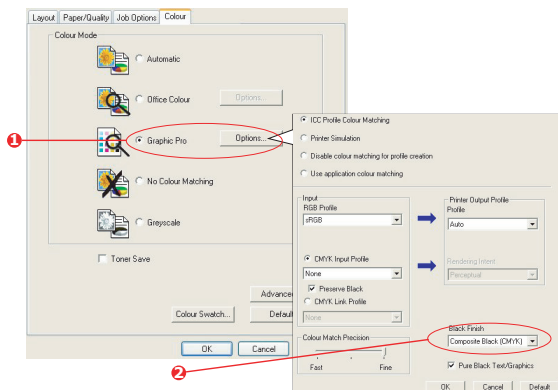 Layout Paper/Quality Job Options Colour
Colour Mode
Automatic
Office Colour Options...
1 Graphic Pro Options...
No Colour Matching
Greyscale
Toner Save
Advanced
Colour Swatch... Default
OK Cancel
ICC Profile Colour Matching
Printer Simulation
Disable colour matching for profile creation
Use application colour matching
Input
RGB Profile
sRGB
Printer Output Profile
Profile
Auto
CMYK Input Profile
None
Rendering Intent
Perceptual
Preserve Black
CMYK Link Profile
None
Colour Match Precision
Fast Fine
Black Finish
Composite Black (CMYK)
2
Pure Black Text/Graphics
OK Cancel Default